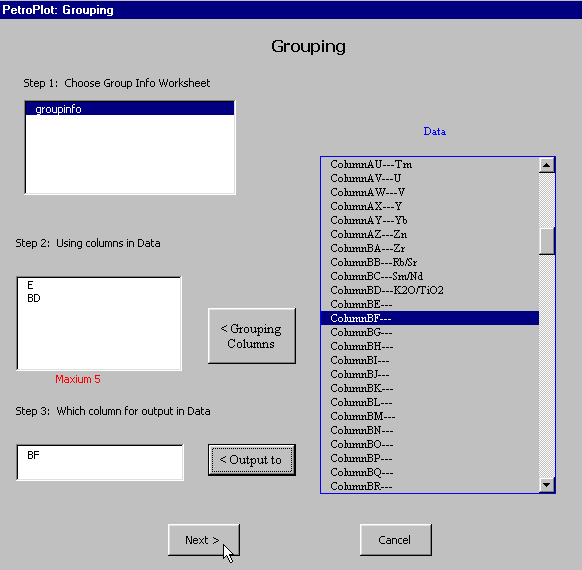 PetroPlot: Grouping
Grouping
Step 1: Choose Group Info Worksheet
groupinfo
Data
ColumnAU---Tm
ColumnAV---U
ColumnAW---V
ColumnAX---Y
ColumnAY---Yb
ColumnAZ---Zn
ColumnBA---Zr
ColumnBB---Rb/Sr
ColumnBC---Sm/Nd
ColumnBD---K2O/TiO2
ColumnBE---
ColumnBF---
ColumnBG---
ColumnBH---
ColumnBI---
ColumnBJ---
ColumnBK---
ColumnBL---
ColumnBM---
ColumnBN---
ColumnBO---
ColumnBP---
ColumnBQ---
ColumnBR---
Step 2: Using columns in Data
E
BD
< Grouping
Columns
Maxium 5
Step 3: Which column for output in Data
BF
< Output to
Next >
Cancel